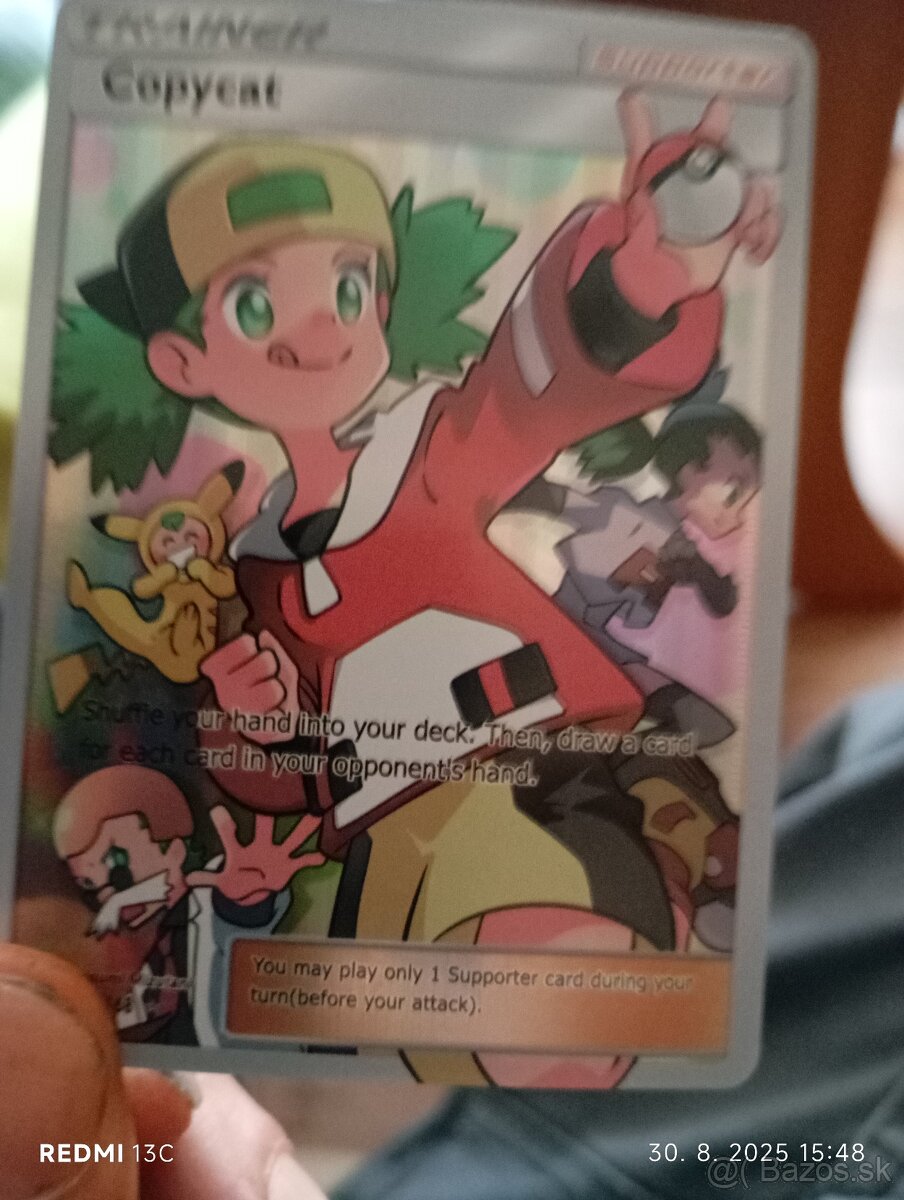 TRAINER
SUPPORTER
Copycat
Shuffle your hand into your deck. Then, draw a card
for each card in your opponent's hand.
You may play only 1 Supporter card during your
turn(before your attack).
REDMI 13C
30. 8. 2025 15:48
@( Bazos.sk